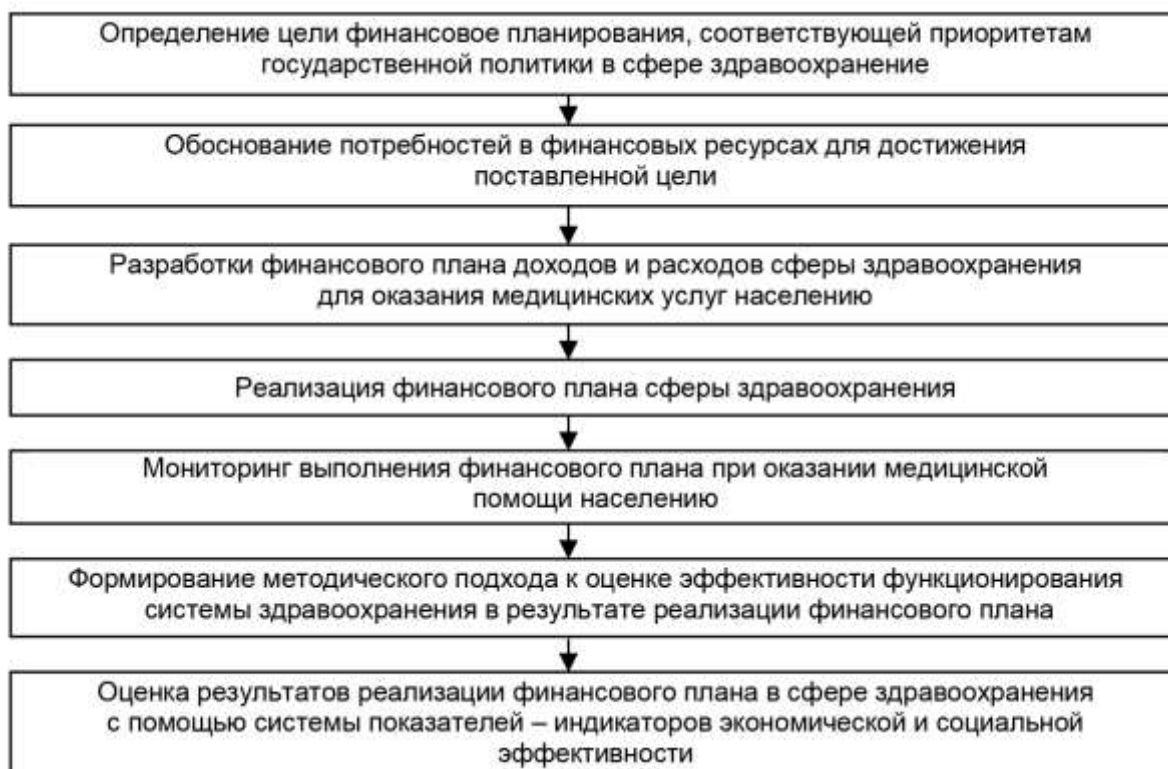 Определение цели финансовое планирования, соответствующей приоритетам
государственной политики в сфере здравоохранение
Обоснование потребностей в финансовых ресурсах для достижения
поставленной цели
Разработки финансового плана доходов и расходов сферы здравоохранения
для оказания медицинских услуг населению
Реализация финансового плана сферы здравоохранения
Мониторинг выполнения финансового плана при оказании медицинской
помощи населению
Формирование методического подхода к оценке эффективности функционирования
системы здравоохранения в результате реализации финансового плана
Оценка результатов реализации финансового плана в сфере здравоохранения
с помощью системы показателей – индикаторов экономической и социальной
эффективности